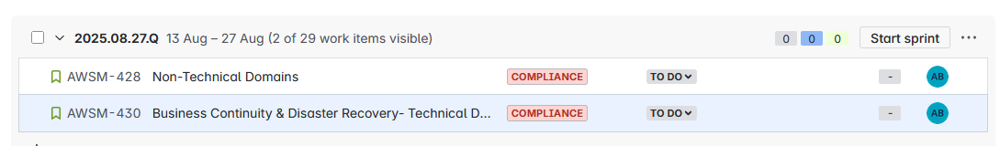 2025.08.27.Q 13 Aug – 27 Aug (2 of 29 work items visible) 0 0 0 Start sprint
AWSM-428 Non-Technical Domains COMPLIANCE TO DO - AB
AWSM-430 Business Continuity & Disaster Recovery- Technical D... COMPLIANCE TO DO - AB